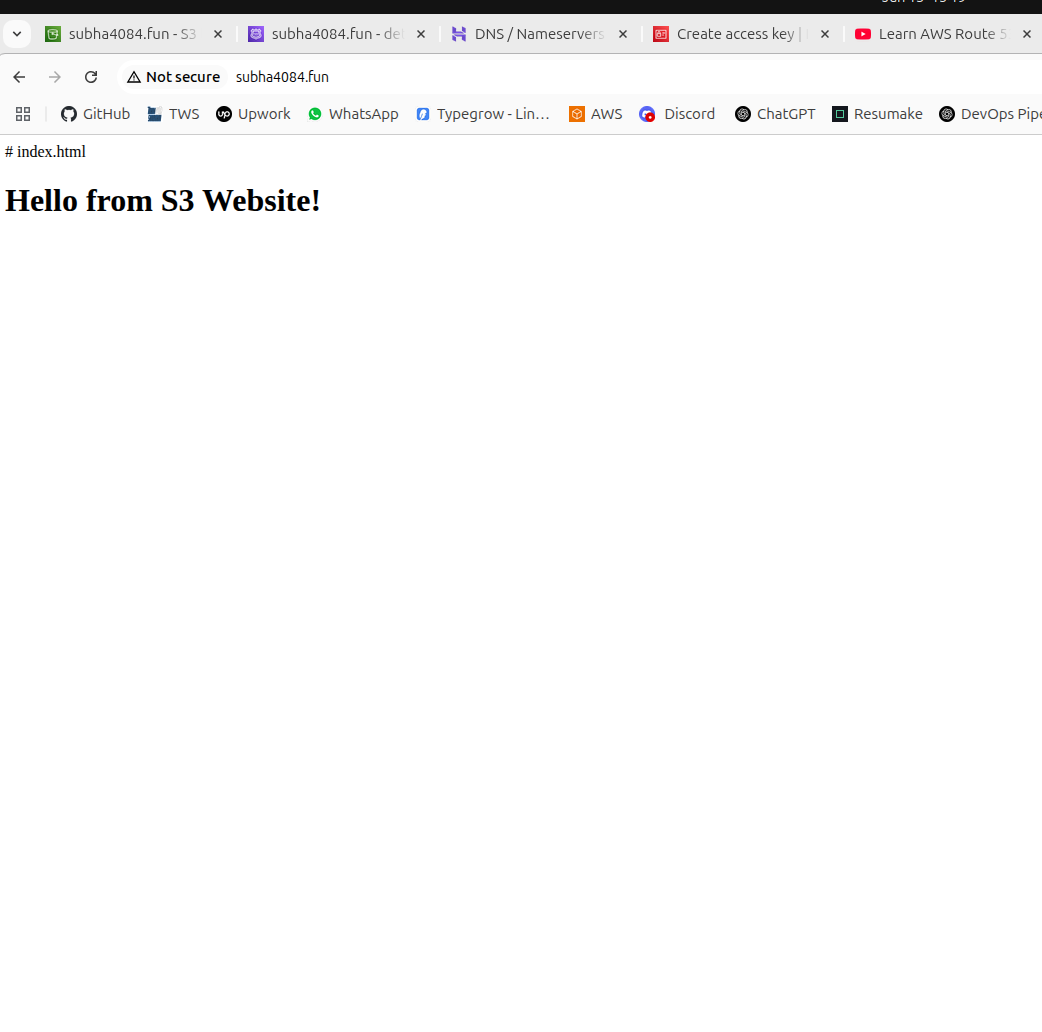 subha4084.fun - S3
subha4084.fun - de
DNS / Nameservers
Create access key |
Learn AWS Route 5
Not secure subha4084.fun
GitHub TWS Upwork WhatsApp Typegrow - Lin… AWS Discord ChatGPT Resumake DevOps Pipe
# index.html
Hello from S3 Website!